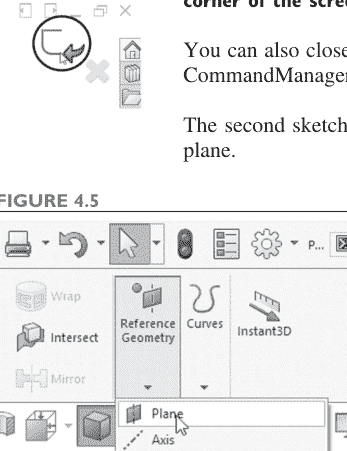 corner of the scree
You can also close
CommandManager
The second sketch
plane.
FIGURE 4.5
P...
Wrap
Intersect
Mirror
Reference
Geometry
Curves
Instant3D
Plane
Axis